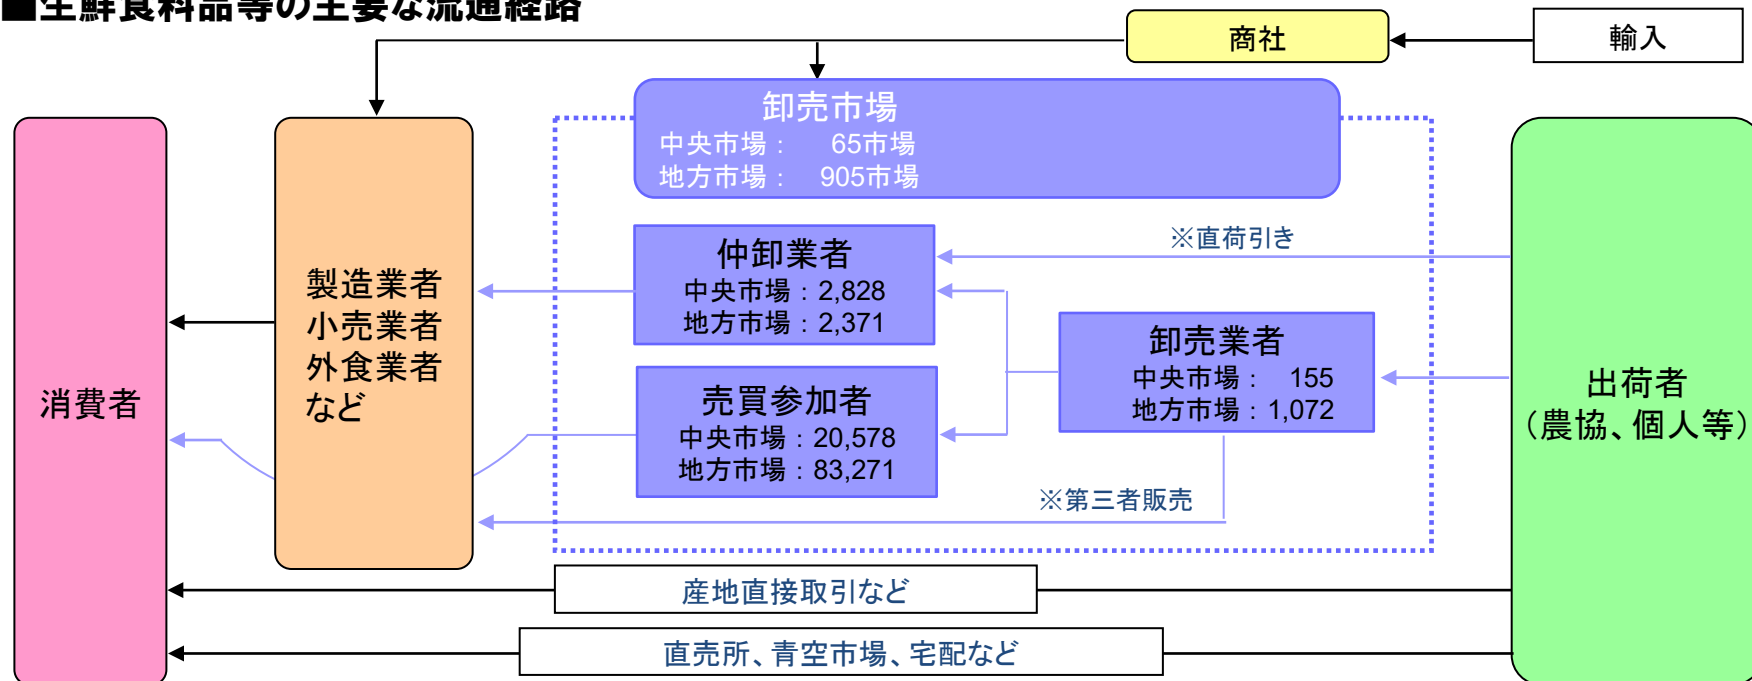 ■生鮮食料品等の主要な流通経路
商社
輸入
卸売市場
中央市場： 65市場
地方市場： 905市場
※直荷引き
仲卸業者
中央市場：2,828
地方市場：2,371
製造業者
小売業者
外食業者
など
卸売業者
中央市場： 155
地方市場：1,072
消費者
売買参加者
中央市場：20,578
地方市場：83,271
出荷者
（農協、個人等）
※第三者販売
産地直接取引など
直売所、青空市場、宅配など